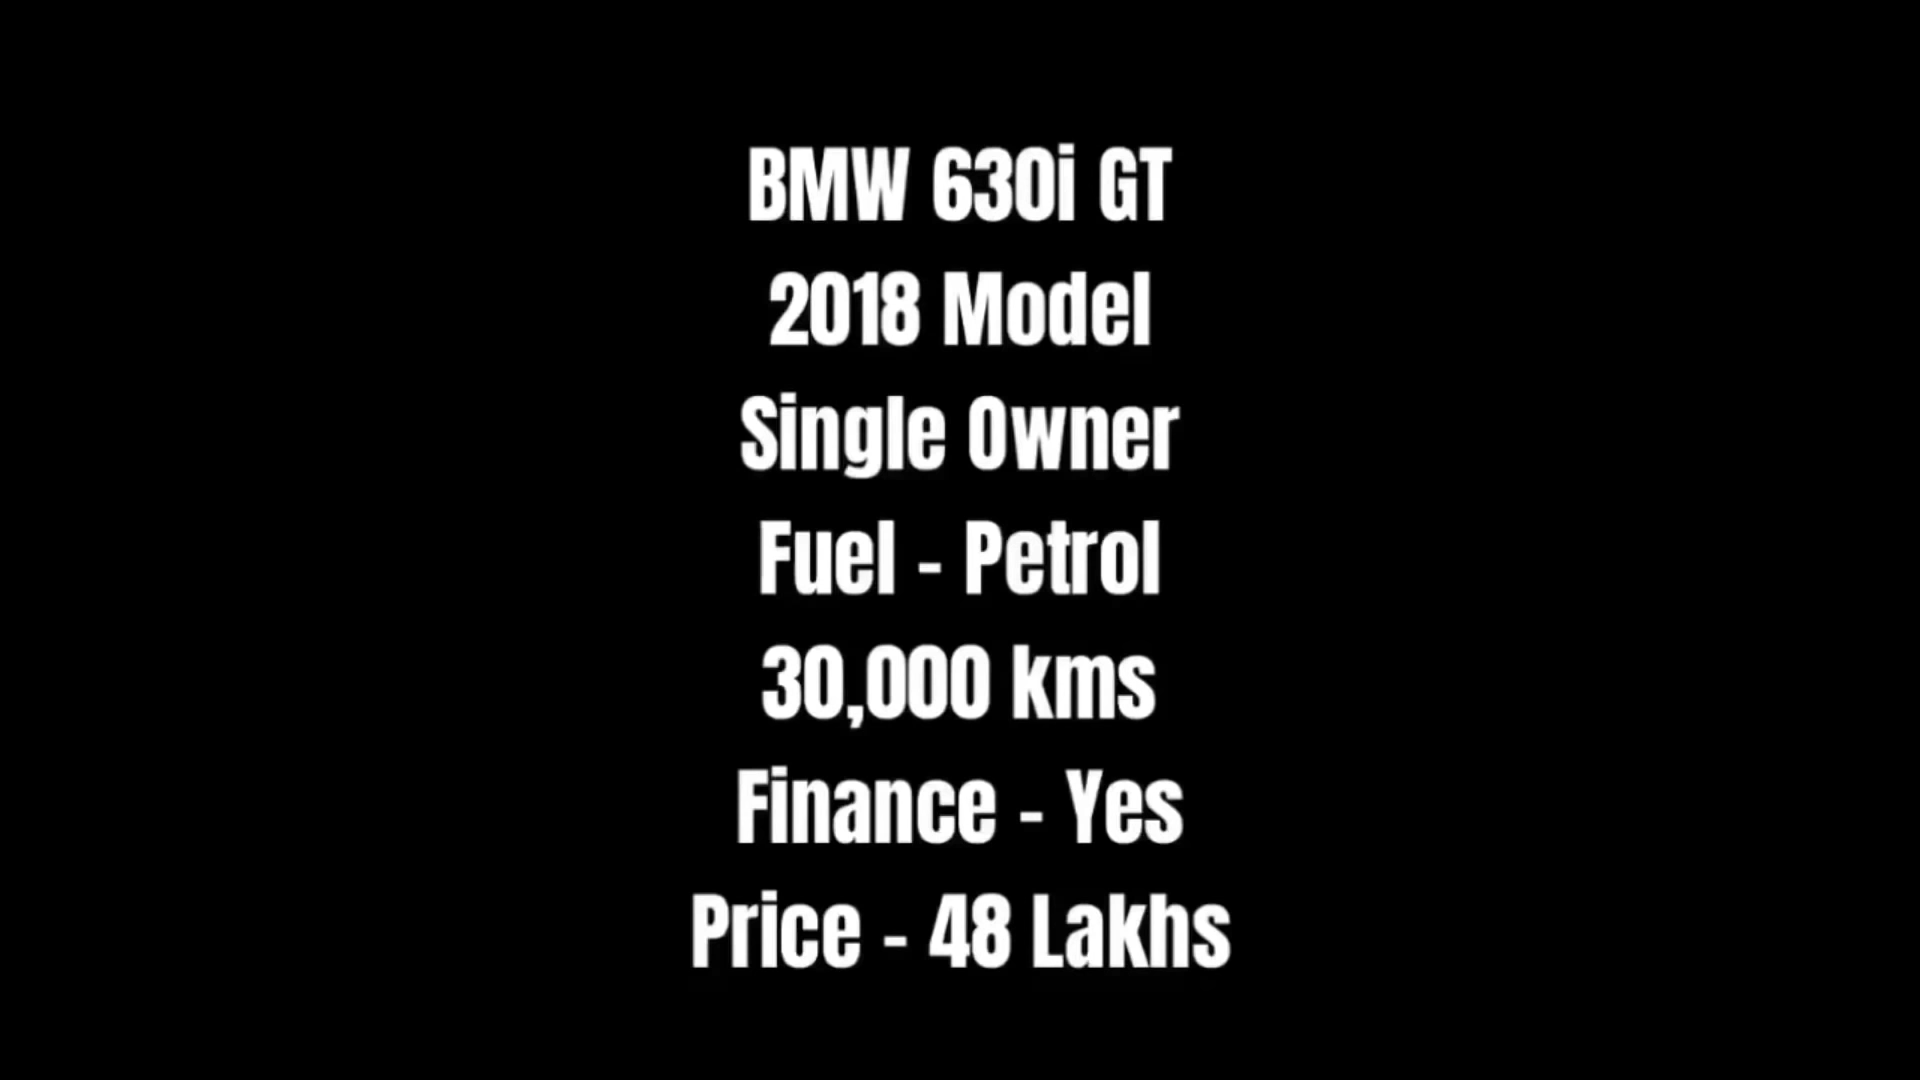 BMW 630i GT
2018 Model
Single Owner
Fuel - Petrol
30,000 kms
Finance - Yes
Price - 48 Lakhs